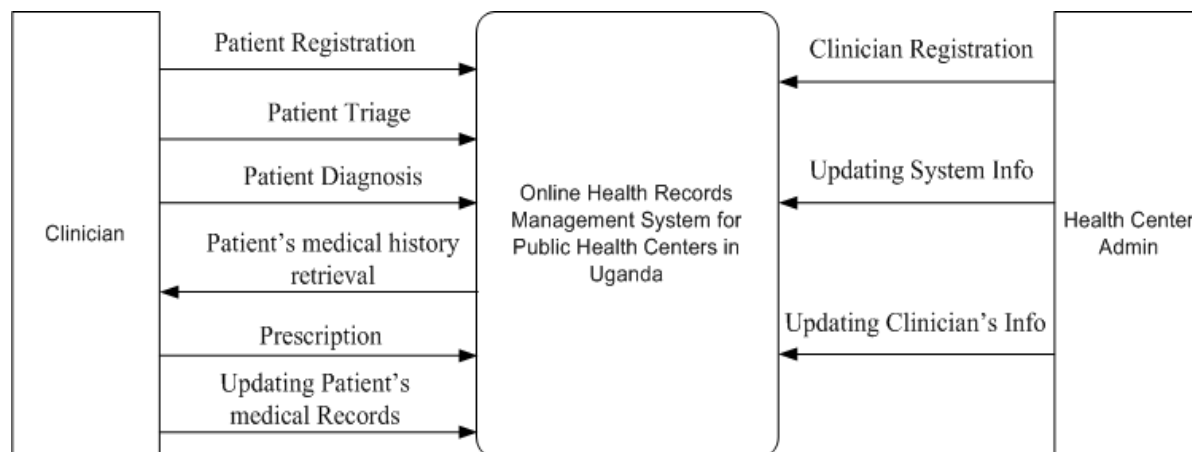 Patient Registration
Patient Triage
Patient Diagnosis
Patient's medical history
retrieval
Prescription
Updating Patient's
medical Records
Clinician
Online Health Records
Management System for
Public Health Centers in
Uganda
Clinician Registration
Updating System Info
Updating Clinician's Info
Health Center
Admin